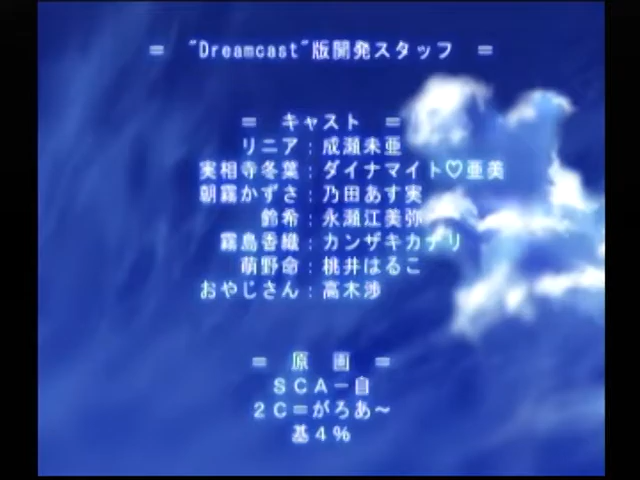 ＝ "Dreamcast"版開発スタッフ ＝
＝ キャスト ＝
リニア：成瀬未亜
実相寺冬葉：ダイナマイト♡亜美
朝霧かずさ：乃田あす実
鈴希：永瀬江美弥
霧島香織：カンザキカナリ
萌野命：桃井はるこ
おやじさん：高木渉
＝ 原 画 ＝
ＳＣＡ－自
２Ｃ＝がろあ～
基４％